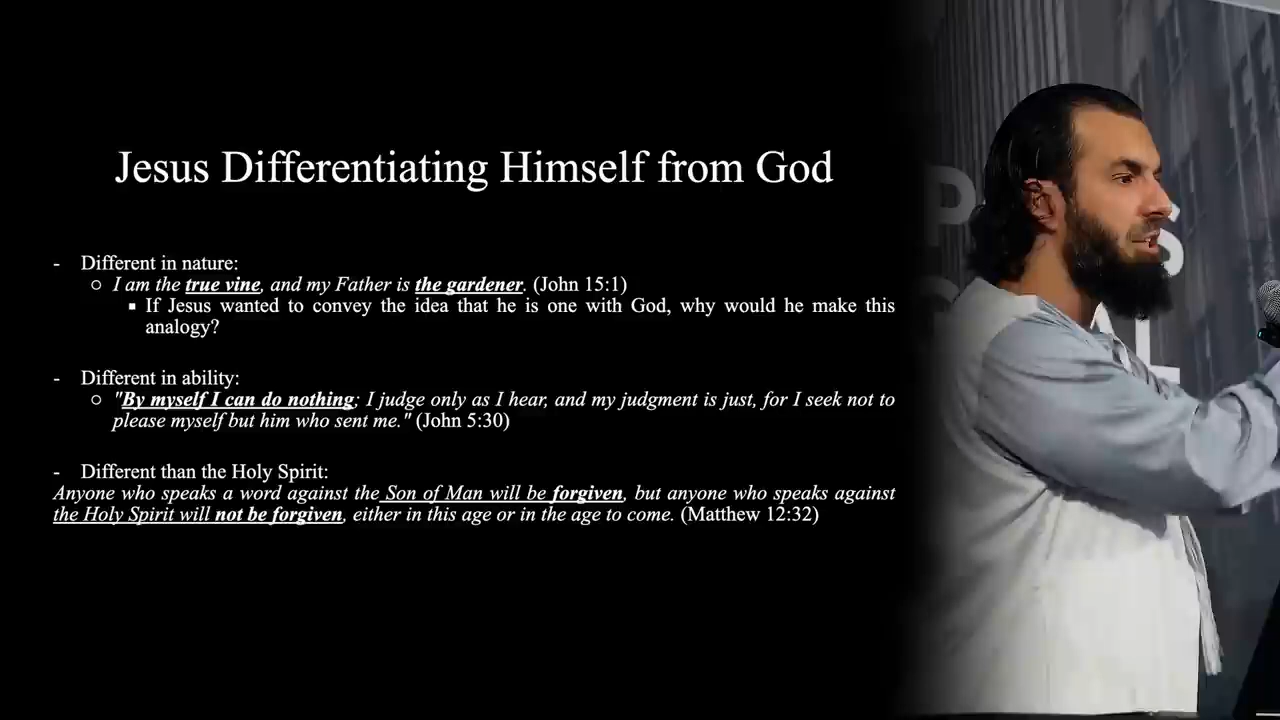 Jesus Differentiating Himself from God
- Different in nature:
○ I am the true vine, and my Father is the gardener. (John 15:1)
▪ If Jesus wanted to convey the idea that he is one with God, why would he make this
analogy?
- Different in ability:
○ "By myself I can do nothing; I judge only as I hear, and my judgment is just, for I seek not to
please myself but him who sent me." (John 5:30)
- Different than the Holy Spirit:
Anyone who speaks a word against the Son of Man will be forgiven, but anyone who speaks against
the Holy Spirit will not be forgiven, either in this age or in the age to come. (Matthew 12:32)